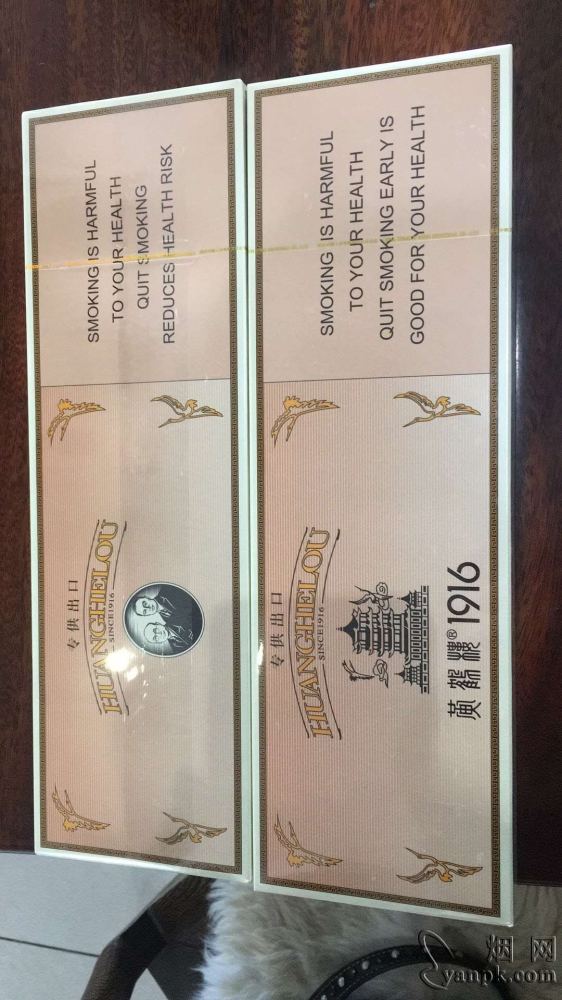 SMOKING IS HARMFUL
TO YOUR HEALTH
QUIT SMOKING
REDUCES HEALTH RISK
专供出口
HUANGHELOU
SINCE1916
SMOKING IS HARMFUL
TO YOUR HEALTH
QUIT SMOKING EARLY IS
GOOD FOR YOUR HEALTH
专供出口
HUANGHELOU
SINCE1916
黄鹤楼®1916
烟网
yanpk.com